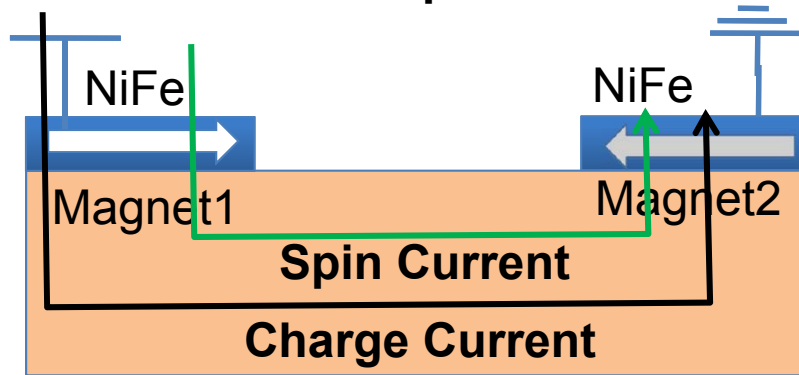 NiFe
NiFe
Magnet1
Magnet2
Spin Current
Charge Current